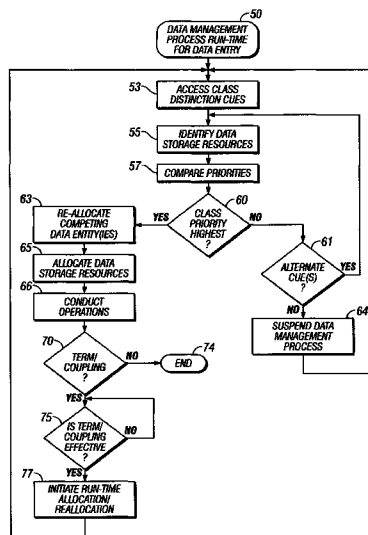 50
DATA MANAGEMENT
PROCESS RUN-TIME
FOR DATA ENTRY
53
ACCESS CLASS
DISTINCTION CUES
55
IDENTIFY DATA
STORAGE RESOURCES
57
COMPARE PRIORITIES
60
CLASS
PRIORITY
HIGHEST
?
YES
NO
63
RE-ALLOCATE
COMPETING
DATA ENTITY(IES)
61
ALTERNATE
CUE(S)
?
YES
NO
65
ALLOCATE DATA
STORAGE RESOURCES
66
CONDUCT
OPERATIONS
64
SUSPEND DATA
MANAGEMENT
PROCESS
70
TERM/
COUPLING
?
NO
74
END
YES
75
IS TERM/
COUPLING
EFFECTIVE
?
NO
YES
77
INITIATE RUN-TIME
ALLOCATION/
REALLOCATION